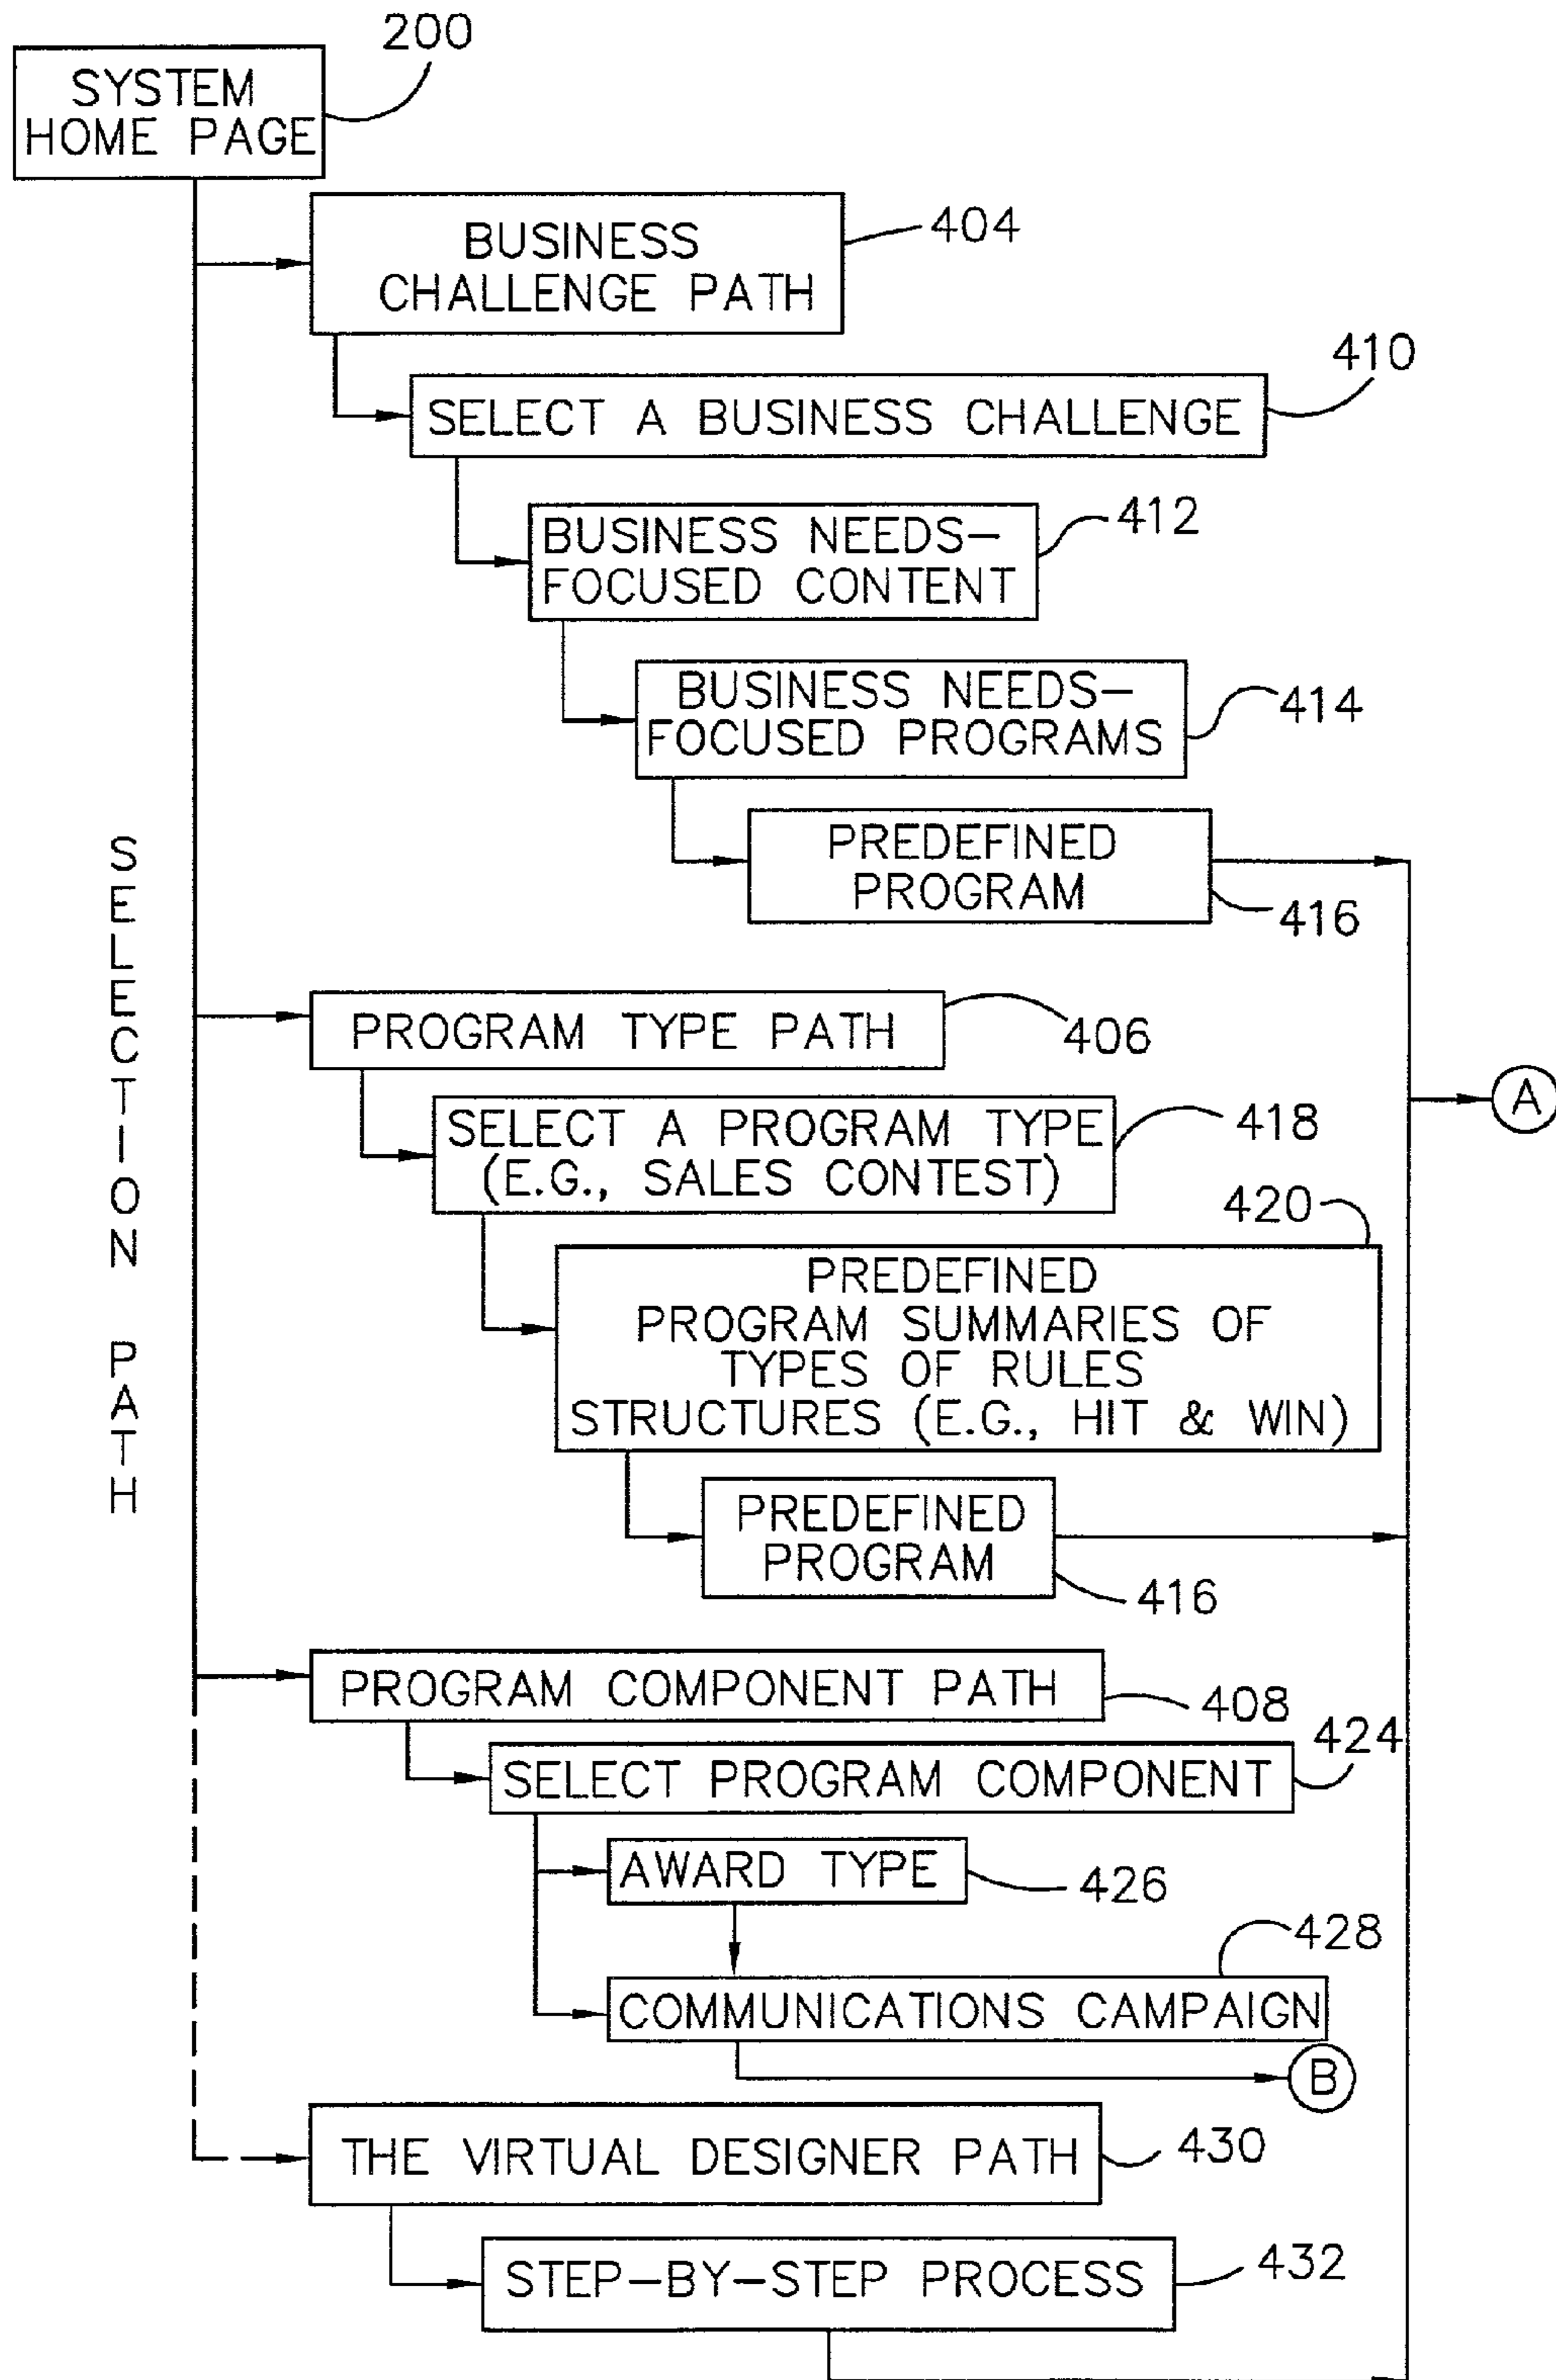 200
SYSTEM
HOME PAGE
BUSINESS
CHALLENGE PATH
404
410
SELECT A BUSINESS CHALLENGE
BUSINESS NEEDS-
FOCUSED CONTENT
412
BUSINESS NEEDS-
FOCUSED PROGRAMS
414
PREDEFINED
PROGRAM
416
SELECTION PATH
PROGRAM TYPE PATH
406
A
SELECT A PROGRAM TYPE
(E.G., SALES CONTEST)
418
420
PREDEFINED
PROGRAM SUMMARIES OF
TYPES OF RULES
STRUCTURES (E.G., HIT & WIN)
PREDEFINED
PROGRAM
416
PROGRAM COMPONENT PATH
408
424
SELECT PROGRAM COMPONENT
AWARD TYPE
426
428
COMMUNICATIONS CAMPAIGN
B
THE VIRTUAL DESIGNER PATH
430
STEP-BY-STEP PROCESS
432